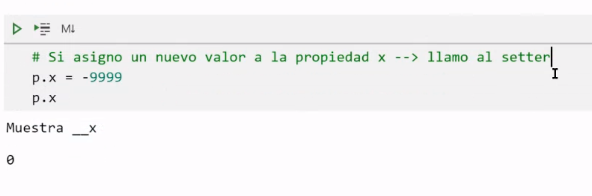 M↓
# Si asigno un nuevo valor a la propiedad x --> llamo al setter
p.x = -9999
p.x
Muestra __x
0